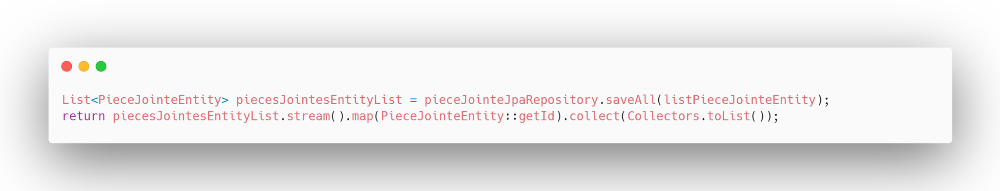 List<PieceJointeEntity> piecesJointesEntityList = pieceJointeJpaRepository.saveAll(listPieceJointeEntity);
return piecesJointesEntityList.stream().map(PieceJointeEntity::getId).collect(Collectors.toList());